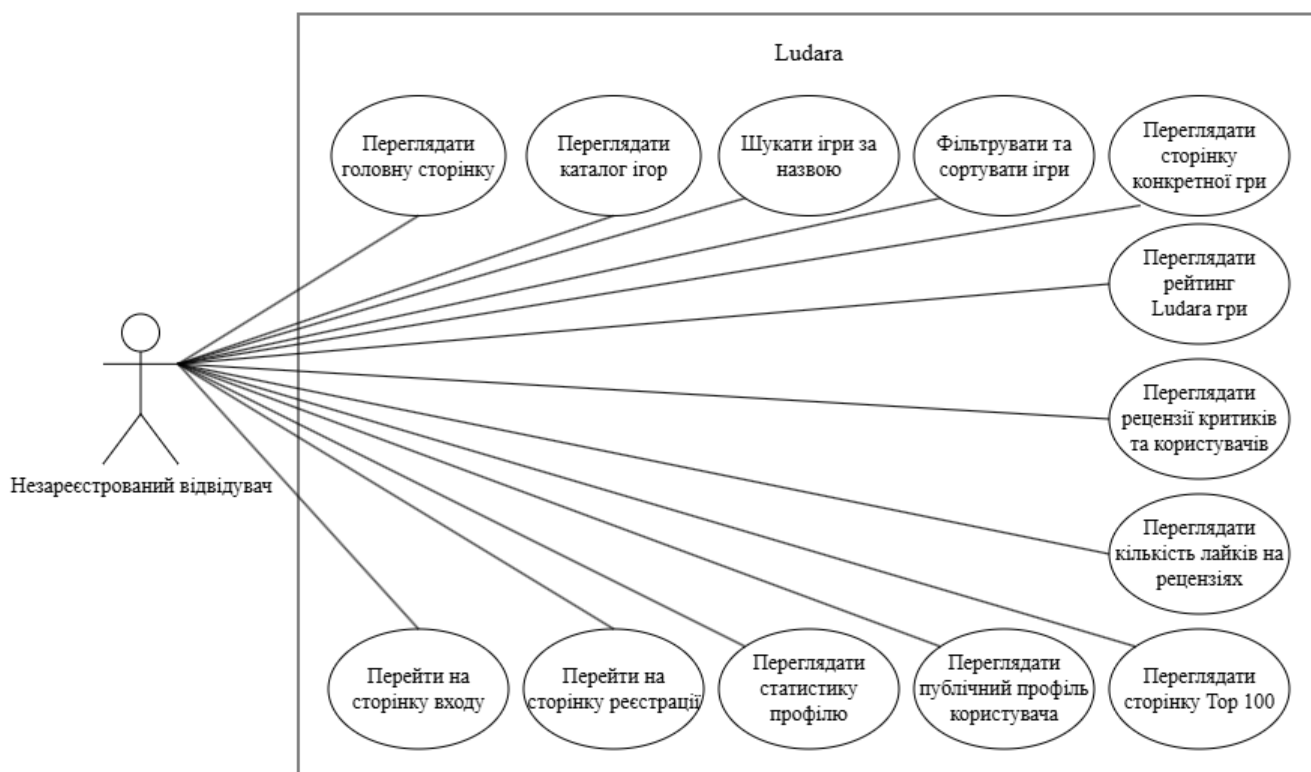 Ludara
Переглядати
головну сторінку
Переглядати
каталог ігор
Шукати ігри за
назвою
Фільтрувати та
сортувати ігри
Переглядати
сторінку
конкретної гри
Переглядати
рейтинг
Ludara гри
Переглядати
рецензії критиків
та користувачів
Незареєстрований відвідувач
Переглядати
кількість лайків на
рецензіях
Перейти на
сторінку входу
Перейти на
сторінку реєстрації
Переглядати
статистику
профілю
Переглядати
публічний профіль
користувача
Переглядати
сторінку Top 100